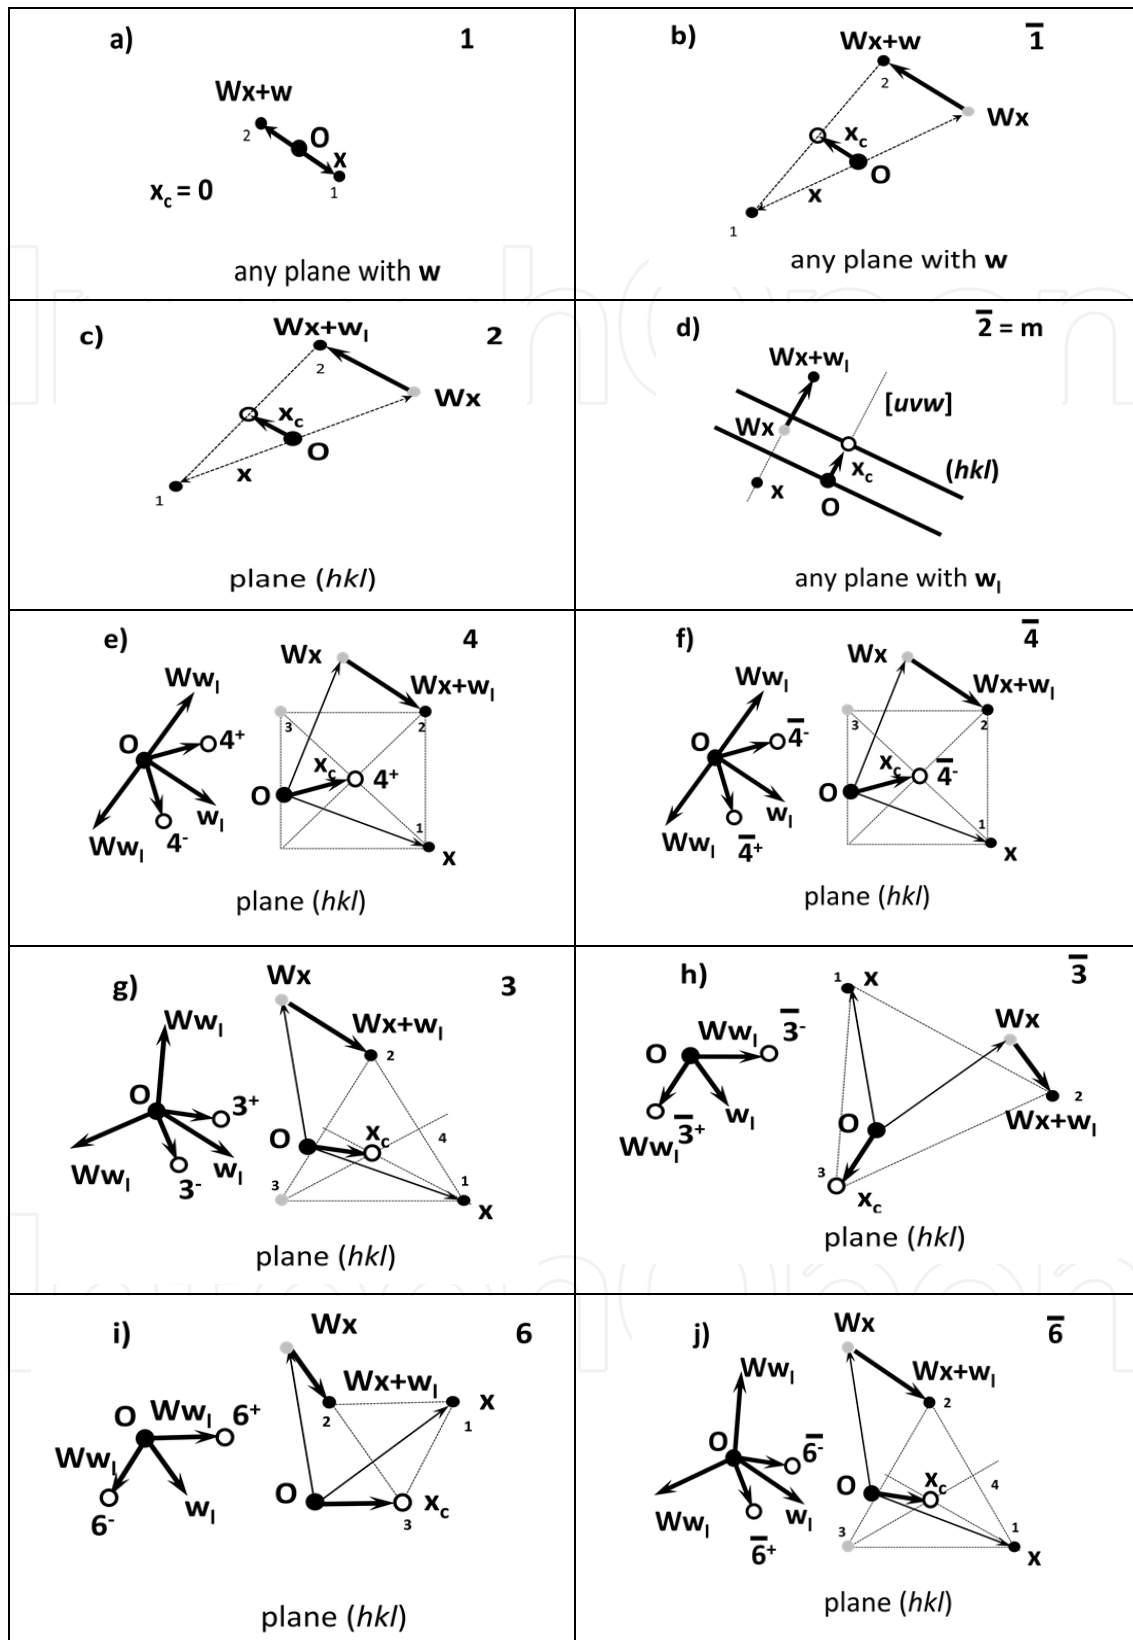 a) 1
Wx+w
2
O
x
1
x_c = 0
any plane with w
b) 1̅
Wx+w
2
Wx
x_c
O
x
1
any plane with w
c) 2
Wx+w_l
2
Wx
x_c
O
x
1
plane (hkl)
d) 2̅ = m
Wx+w_l
[uvw]
Wx
x_c
(hkl)
x
O
any plane with w_l
e) 4
Ww_l
O
4⁺
w_l
Ww_l
4⁻
Wx
Wx+w_l
3
2
x_c
4⁺
O
1
x
plane (hkl)
f) 4̅
Ww_l
O
4̅⁻
w_l
Ww_l
4̅⁺
Wx
Wx+w_l
3
2
x_c
4̅⁻
O
1
x
plane (hkl)
g) 3
Ww_l
O
3⁺
w_l
Ww_l
3⁻
Wx
Wx+w_l
2
O
x_c
4
3
1
x
plane (hkl)
h) 3̅
Ww_l
3̅⁻
O
w_l
Ww_l
3̅⁺
1
x
Wx
2
Wx+w_l
O
3
x_c
plane (hkl)
i) 6
O
Ww_l
6⁺
Ww_l
w_l
6⁻
Wx
Wx+w_l
x
2
1
O
x_c
3
plane (hkl)
j) 6̅
Ww_l
O
6̅⁻
w_l
Ww_l
6̅⁺
Wx
Wx+w_l
2
O
x_c
4
3
1
x
plane (hkl)